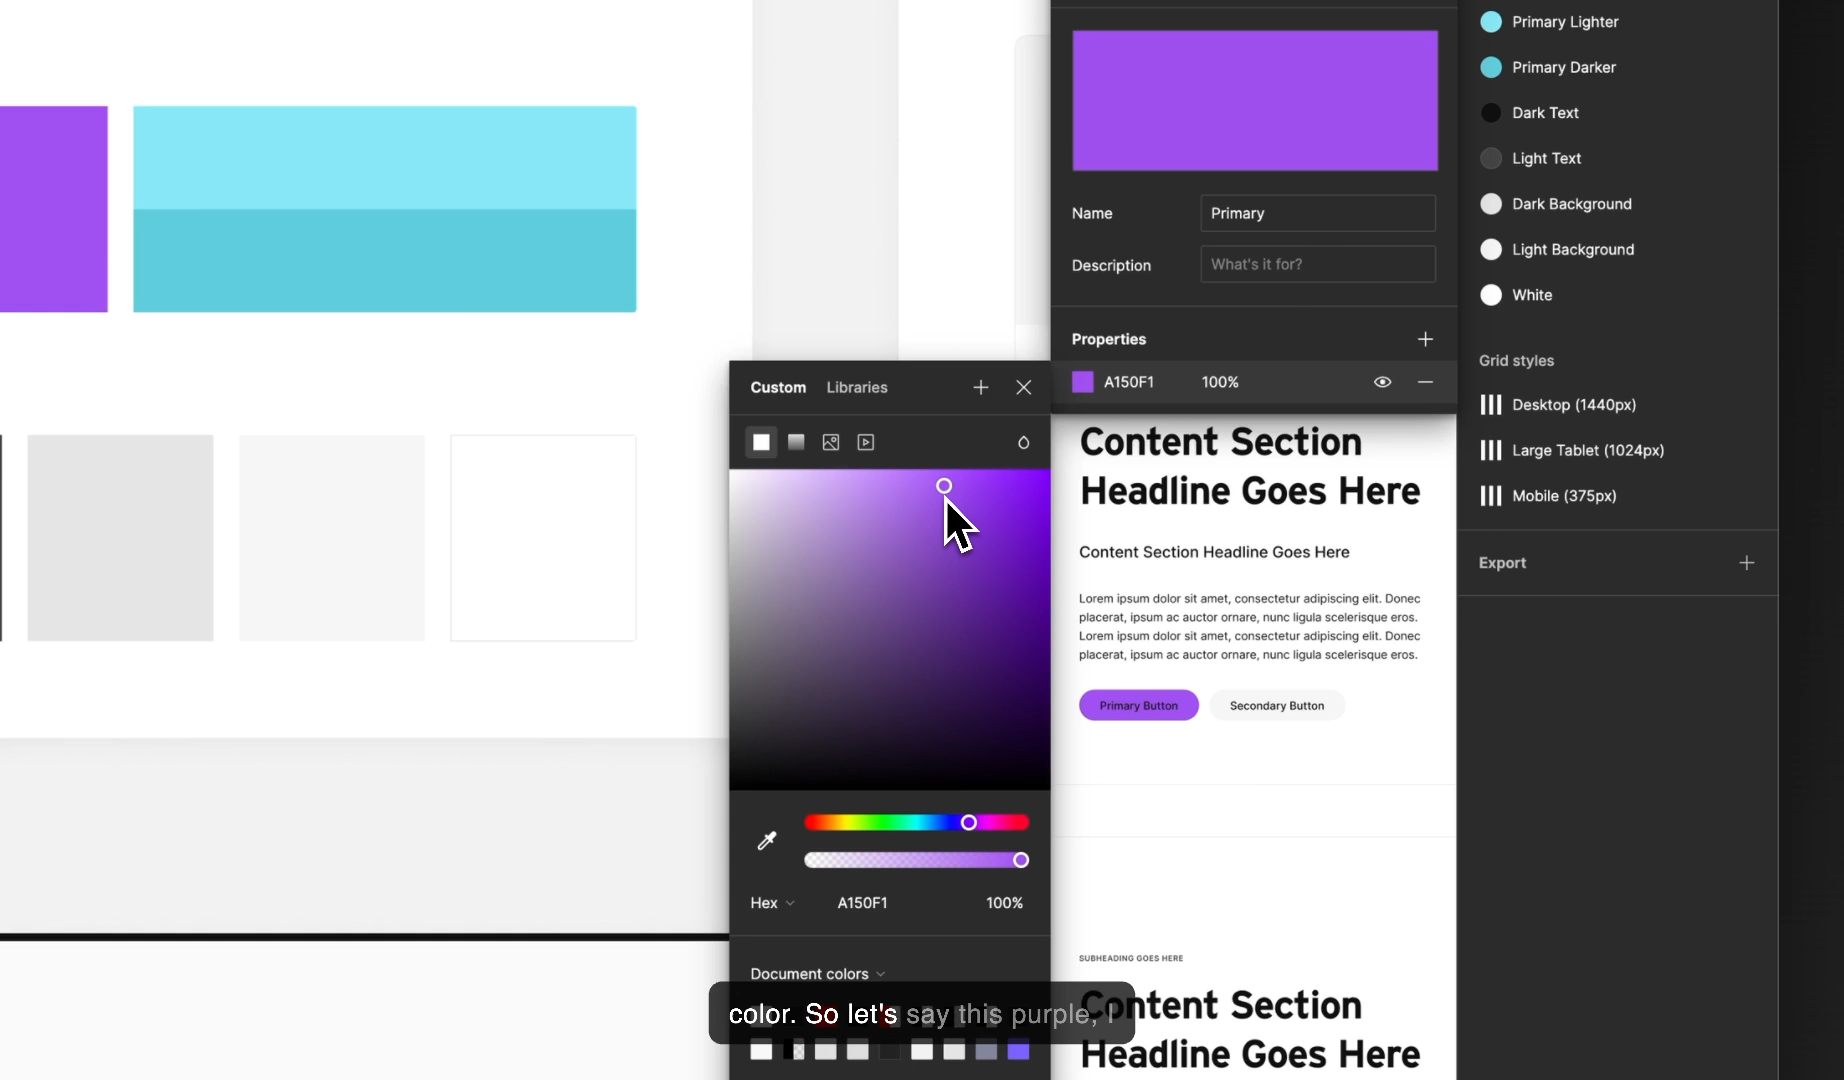 Primary Lighter
Primary Darker
Dark Text
Light Text
Dark Background
Light Background
White
Grid styles
Desktop (1440px)
Large Tablet (1024px)
Mobile (375px)
Export
Name
Primary
Description
What's it for?
Properties
A150F1 100%
Custom Libraries
Hex A150F1 100%
Document colors
Content Section
Headline Goes Here
Content Section Headline Goes Here
Lorem ipsum dolor sit amet, consectetur adipiscing elit. Donec
placerat, ipsum ac auctor ornare, nunc ligula scelerisque eros.
Lorem ipsum dolor sit amet, consectetur adipiscing elit. Donec
placerat, ipsum ac auctor ornare, nunc ligula scelerisque eros.
Primary Button Secondary Button
SUBHEADING GOES HERE
Content Section
Headline Goes Here
color. So let's say this purple, I